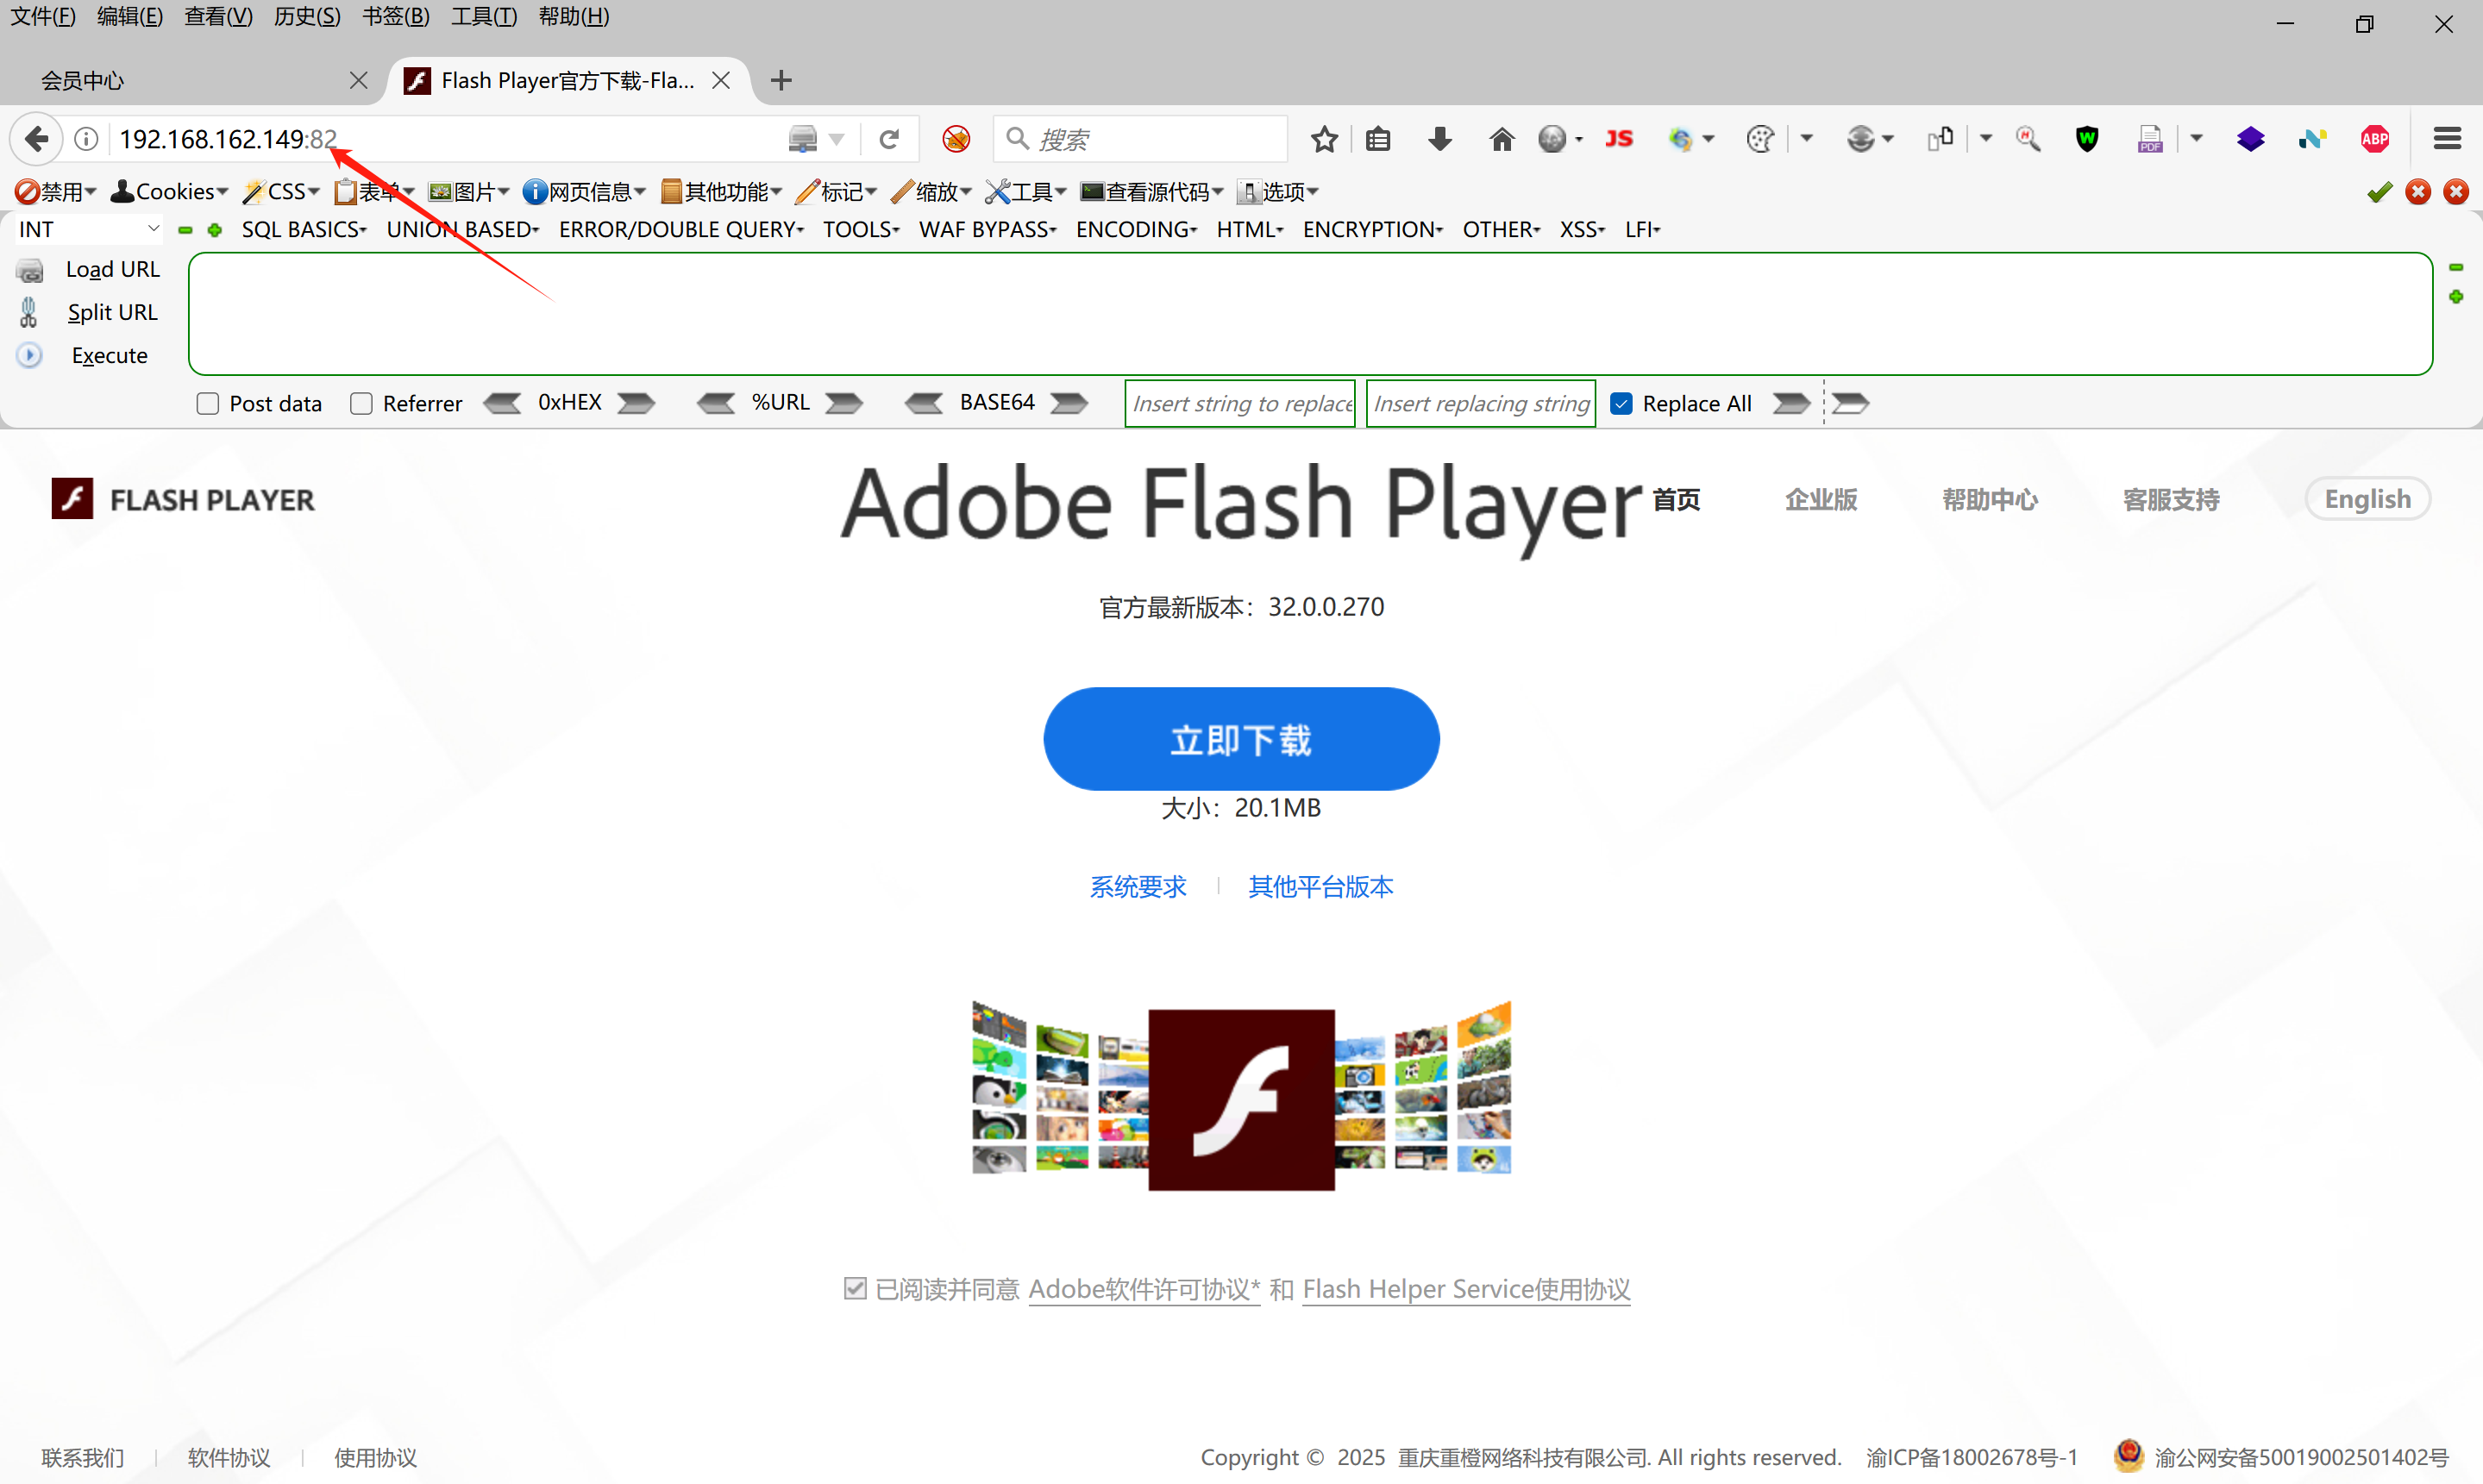 文件(F) 编辑(E) 查看(V) 历史(S) 书签(B) 工具(T) 帮助(H)
会员中心 Flash Player官方下载-Fla...
192.168.162.149:82 搜索 JS PDF ABP
禁用 Cookies CSS 表单 图片 网页信息 其他功能 标记 缩放 工具 查看源代码 选项
INT SQL BASICS UNION BASED ERROR/DOUBLE QUERY TOOLS WAF BYPASS ENCODING HTML ENCRYPTION OTHER XSS LFI
Load URL
Split URL
Execute
Post data Referrer 0xHEX %URL BASE64 Insert string to replace Insert replacing string Replace All
FLASH PLAYER Adobe Flash Player 首页 企业版 帮助中心 客服支持 English
官方最新版本：32.0.0.270
立即下载
大小：20.1MB
系统要求 其他平台版本
已阅读并同意 Adobe软件许可协议* 和 Flash Helper Service使用协议
联系我们 软件协议 使用协议 Copyright © 2025 重庆重橙网络科技有限公司. All rights reserved. 渝ICP备18002678号-1 渝公网安备50019002501402号